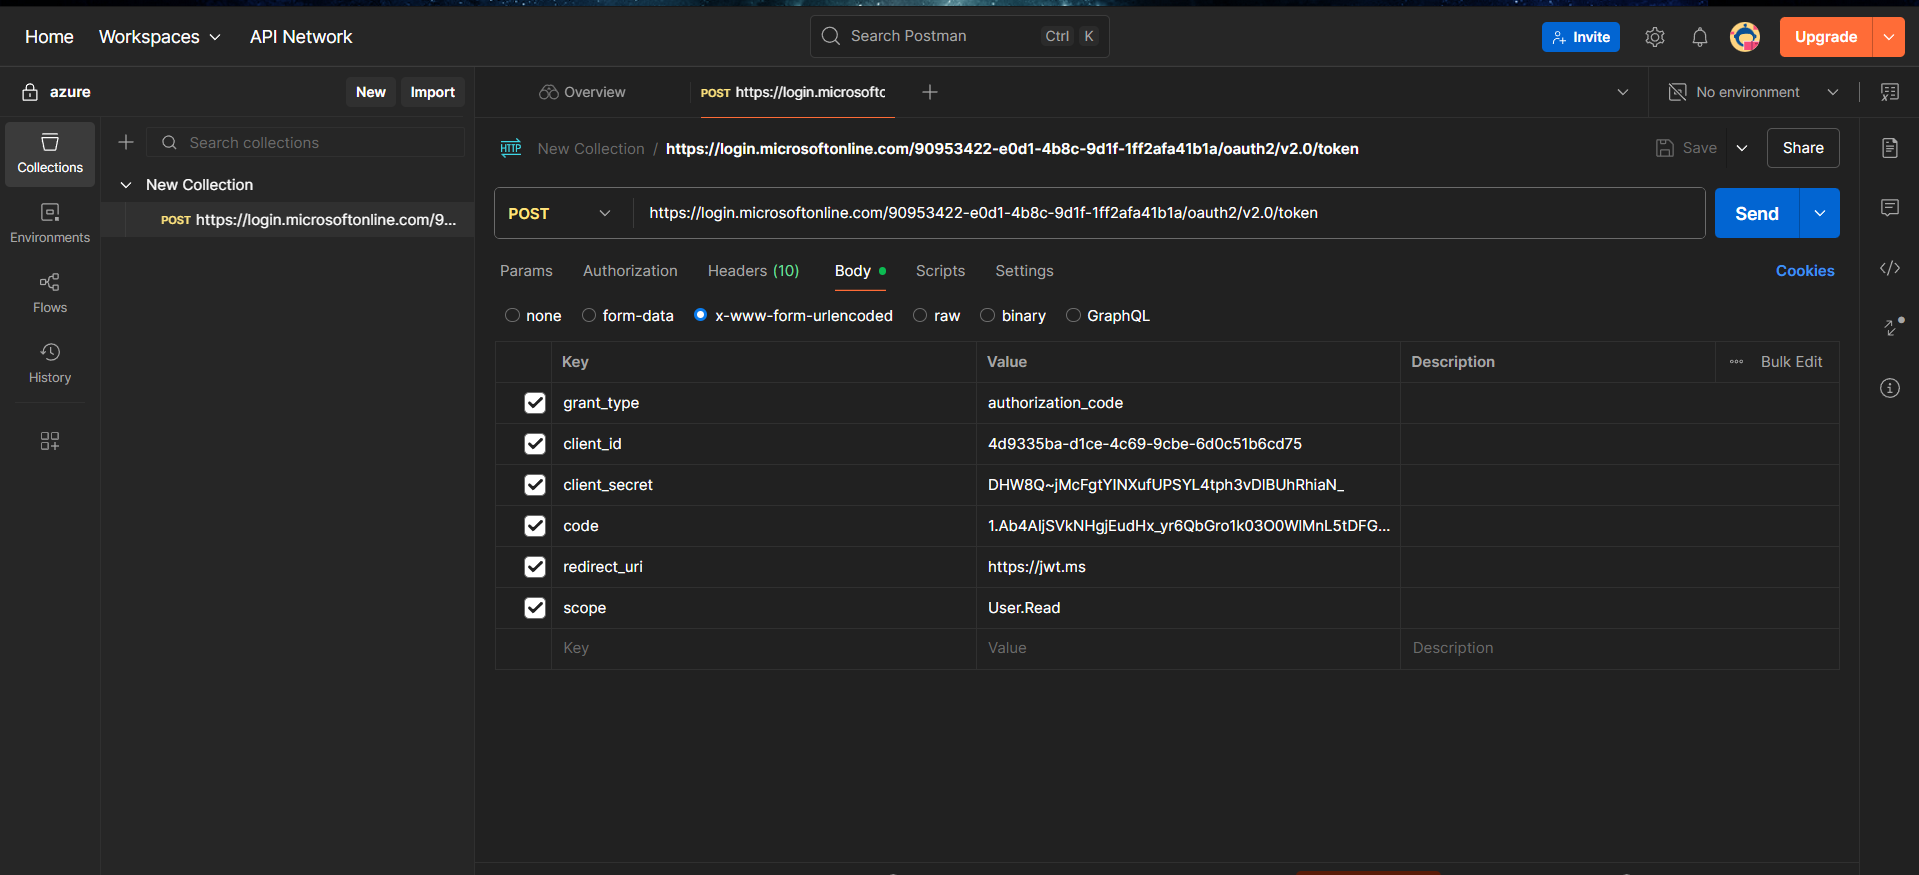 Home Workspaces API Network Search Postman Ctrl K Invite Upgrade
azure New Import Overview POST https://login.microsoftc No environment
Collections
Environments
Flows
History
Search collections
New Collection
POST https://login.microsoftonline.com/9...
HTTP New Collection / https://login.microsoftonline.com/90953422-e0d1-4b8c-9d1f-1ff2afa41b1a/oauth2/v2.0/token Save Share
POST https://login.microsoftonline.com/90953422-e0d1-4b8c-9d1f-1ff2afa41b1a/oauth2/v2.0/token Send
Params Authorization Headers (10) Body Scripts Settings Cookies
none form-data x-www-form-urlencoded raw binary GraphQL
Key Value Description Bulk Edit
grant_type authorization_code
client_id 4d9335ba-d1ce-4c69-9cbe-6d0c51b6cd75
client_secret DHW8Q~jMcFgtYINXufUPSYL4tph3vDIBUhRhiaN_
code 1.Ab4AIjSVkNHgjEudHx_yr6QbGro1k03O0WlMnL5tDFG...
redirect_uri https://jwt.ms
scope User.Read
Key Value Description